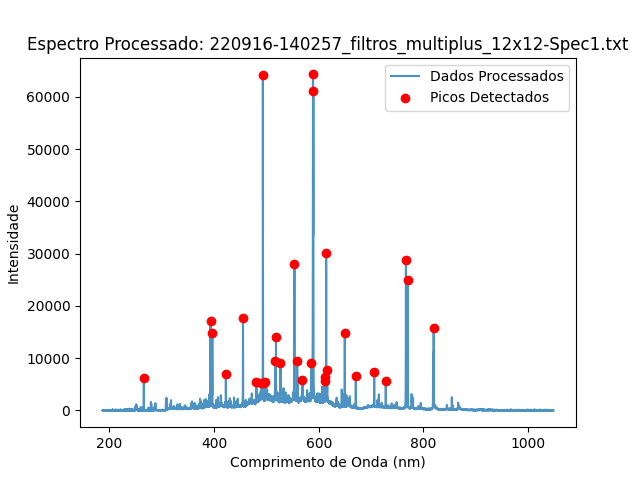 Espectro Processado: 220916-140257_filtros_multiplus_12x12-Spec1.txt
Dados Processados
Picos Detectados
Intensidade
60000
50000
40000
30000
20000
10000
0
200
400
600
800
1000
Comprimento de Onda (nm)